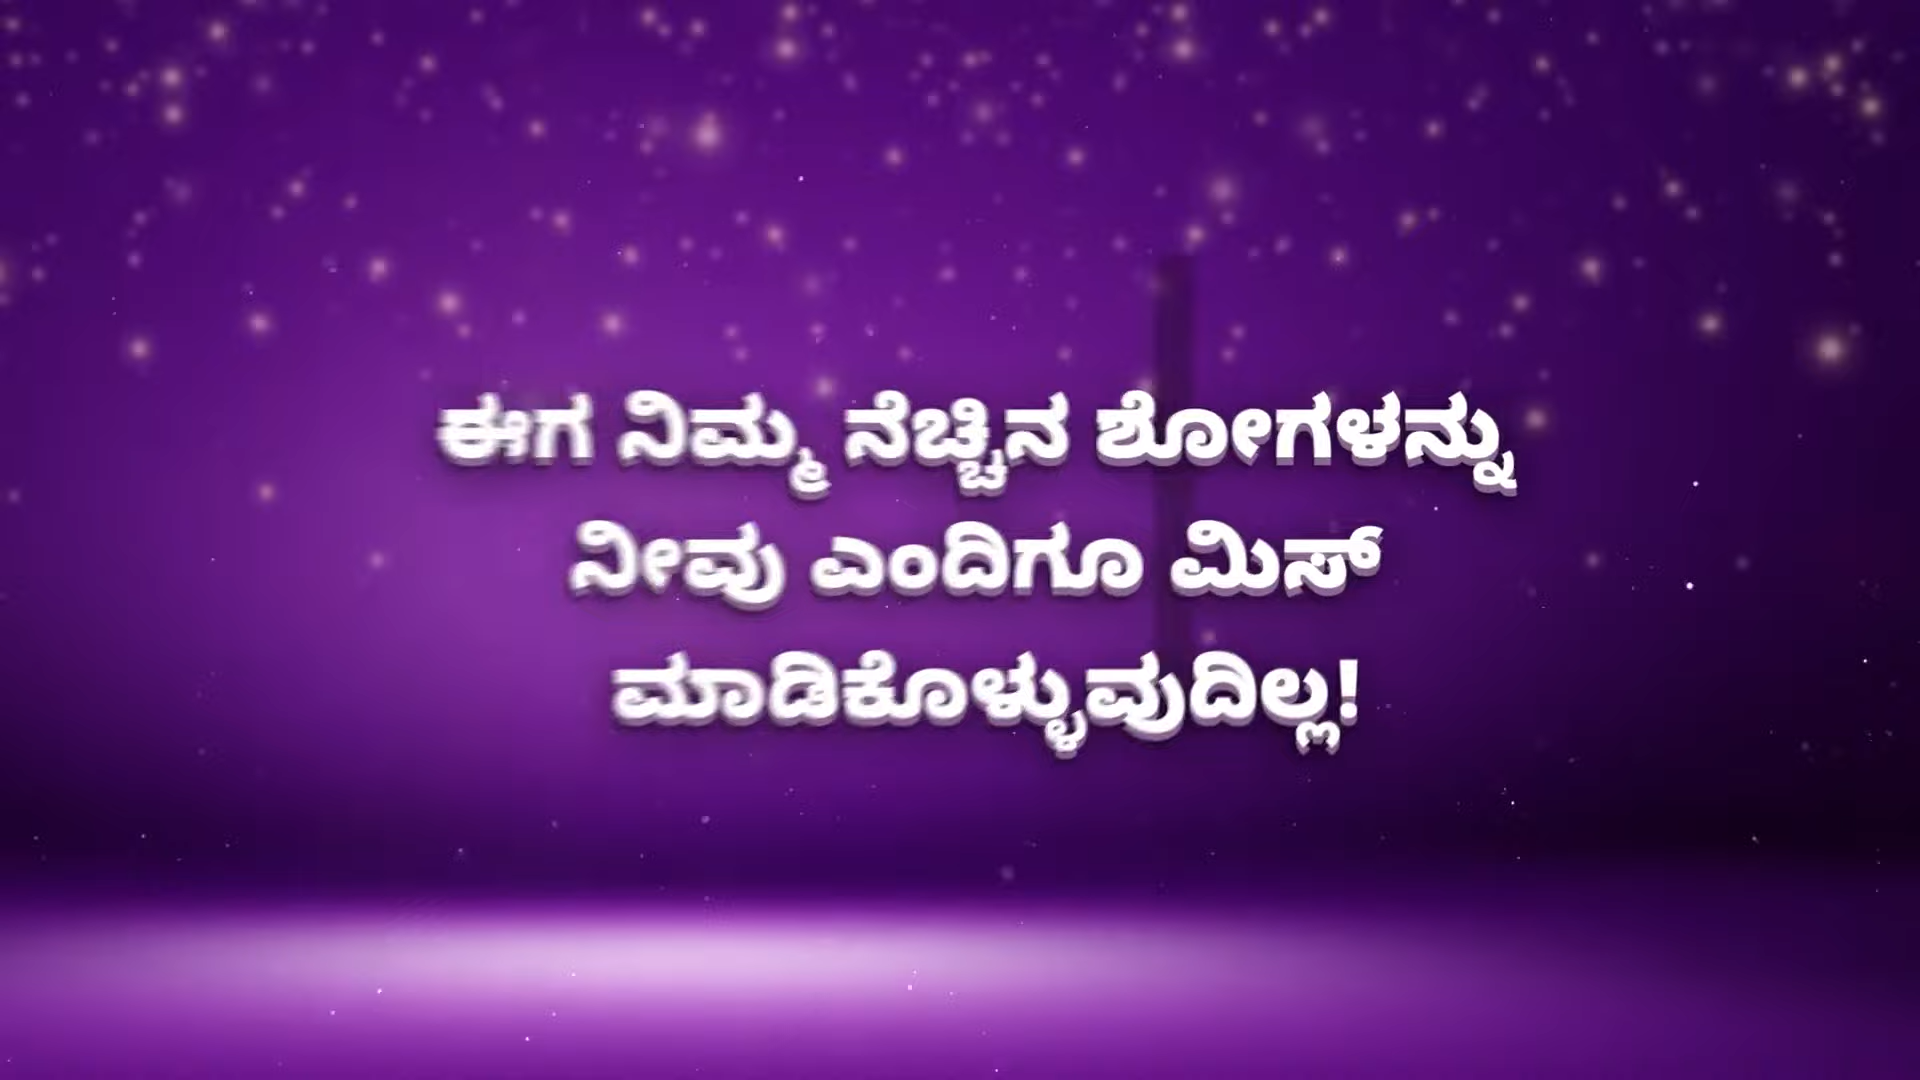 ಈಗ ನಿಮ್ಮ ನೆಚ್ಚಿನ ಶೋಗಳನ್ನು
ನೀವು ಎಂದಿಗೂ ಮಿಸ್
ಮಾಡಿಕೊಳ್ಳುವುದಿಲ್ಲ!